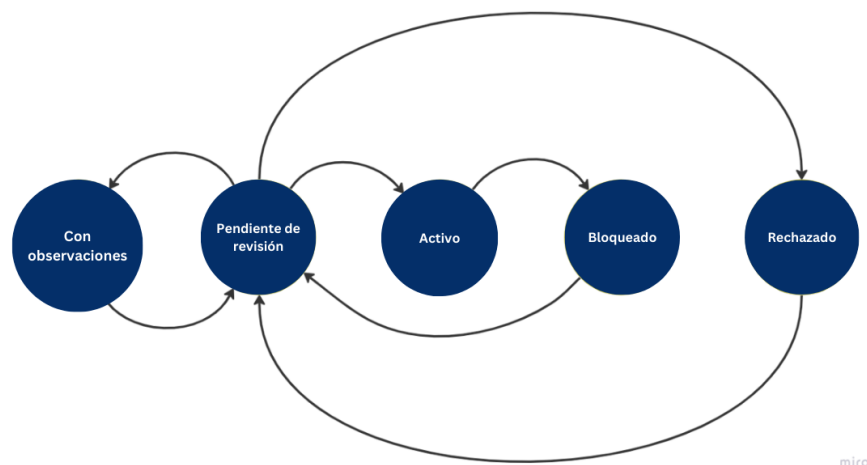 Con
observaciones
Pendiente de
revisión
Activo
Bloqueado
Rechazado